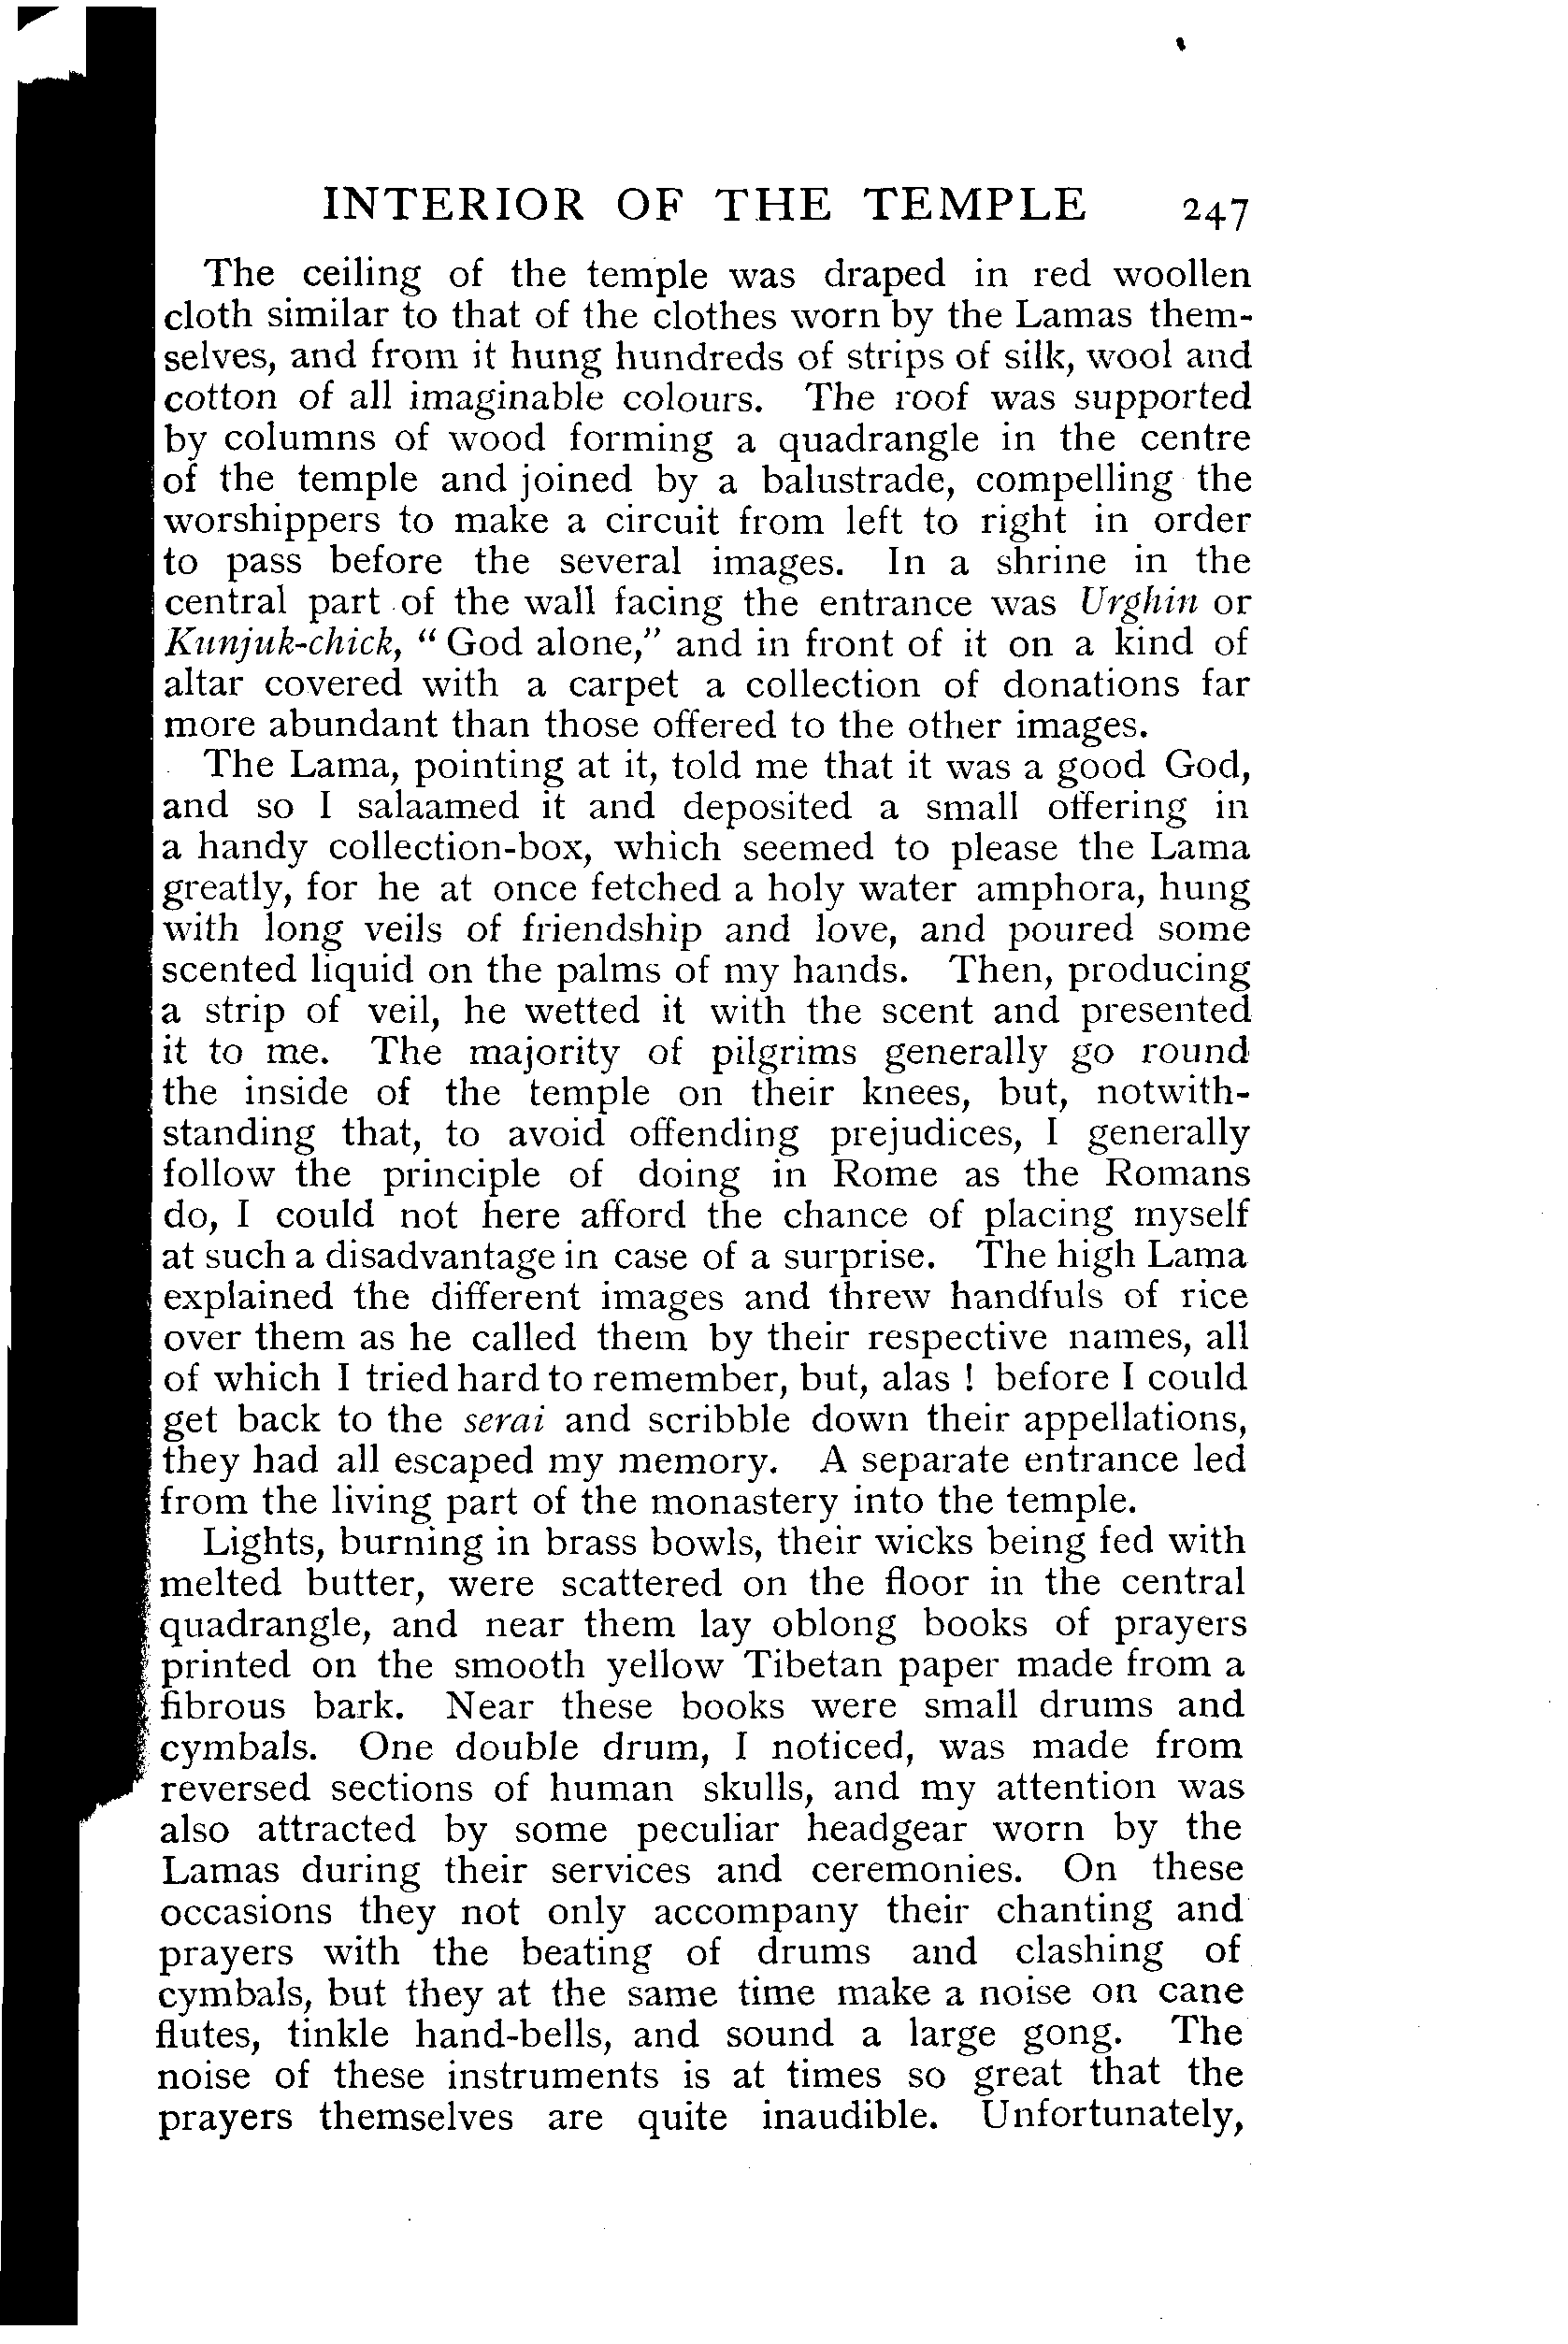 INTERIOR OF THE TEMPLE 247
The ceiling of the temple was draped in red woollen
cloth similar to that of the clothes worn by the Lamas them-
selves, and from it hung hundreds of strips of silk, wool and
cotton of all imaginable colours. The roof was supported
by columns of wood forming a quadrangle in the centre
of the temple and joined by a balustrade, compelling the
worshippers to make a circuit from left to right in order
to pass before the several images. In a shrine in the
central part of the wall facing the entrance was Urghin or
Kunjuk-chick, “ God alone,” and in front of it on a kind of
altar covered with a carpet a collection of donations far
more abundant than those offered to the other images.
The Lama, pointing at it, told me that it was a good God,
and so I salaamed it and deposited a small offering in
a handy collection-box, which seemed to please the Lama
greatly, for he at once fetched a holy water amphora, hung
with long veils of friendship and love, and poured some
scented liquid on the palms of my hands. Then, producing
a strip of veil, he wetted it with the scent and presented
it to me. The majority of pilgrims generally go round
the inside of the temple on their knees, but, notwith-
standing that, to avoid offending prejudices, I generally
follow the principle of doing in Rome as the Romans
do, I could not here afford the chance of placing myself
at such a disadvantage in case of a surprise. The high Lama
explained the different images and threw handfuls of rice
over them as he called them by their respective names, all
of which I tried hard to remember, but, alas ! before I could
get back to the serai and scribble down their appellations,
they had all escaped my memory. A separate entrance led
from the living part of the monastery into the temple.
Lights, burning in brass bowls, their wicks being fed with
melted butter, were scattered on the floor in the central
quadrangle, and near them lay oblong books of prayers
printed on the smooth yellow Tibetan paper made from a
fibrous bark. Near these books were small drums and
cymbals. One double drum, I noticed, was made from
reversed sections of human skulls, and my attention was
also attracted by some peculiar headgear worn by the
Lamas during their services and ceremonies. On these
occasions they not only accompany their chanting and
prayers with the beating of drums and clashing of
cymbals, but they at the same time make a noise on cane
flutes, tinkle hand-bells, and sound a large gong. The
noise of these instruments is at times so great that the
prayers themselves are quite inaudible. Unfortunately,